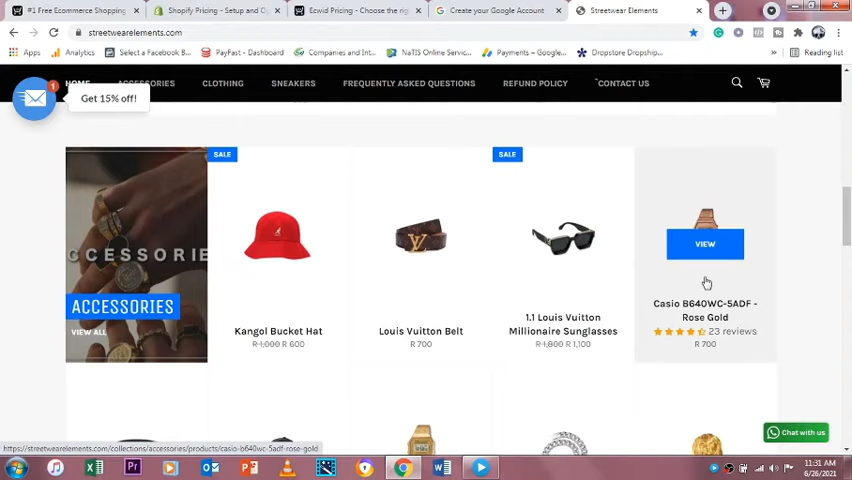 #1 Free Ecommerce Shopping
Shopify Pricing - Setup and O
Ecwid Pricing - Choose the rig
Create your Google Account
Streetwear Elements
streetwearelements.com
Apps
Analytics
Select a Facebook B...
PayFast - Dashboard
Companies and Int...
NaTIS Online Servic...
Payments – Google...
Dropstore Dropship...
Reading list
HOME
ACCESSORIES
CLOTHING
SNEAKERS
FREQUENTLY ASKED QUESTIONS
REFUND POLICY
CONTACT US
1
Get 15% off!
SALE
SALE
CCESSORIES
ACCESSORIES
VIEW ALL
Kangol Bucket Hat
R 1,000 R 600
LV
Louis Vuitton Belt
R 700
1.1 Louis Vuitton
Millionaire Sunglasses
R 1,800 R 1,100
VIEW
Casio B640WC-5ADF -
Rose Gold
23 reviews
R 700
Chat with us
https://streetwearelements.com/collections/accessories/products/casio-b640wc-5adf-rose-gold
11:31 AM
6/26/2021